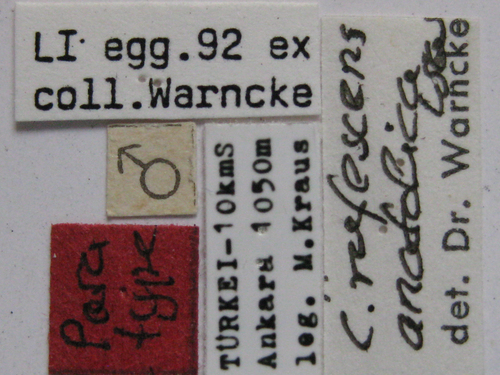 LI egg.92 ex
coll.Warncke
♂
Para
type
TÜRKEI-10kmS
Ankara 1050m
leg. M.Kraus
C. rufescens
anatolica
det. Dr. Warncke